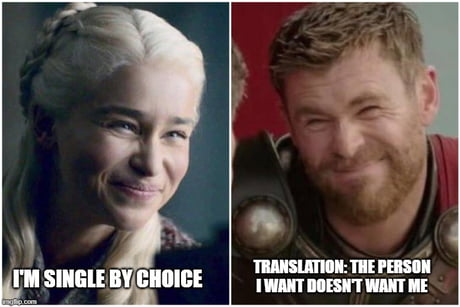 I'M SINGLE BY CHOICE
TRANSLATION: THE PERSON
I WANT DOESN'T WANT ME
imgflip.com